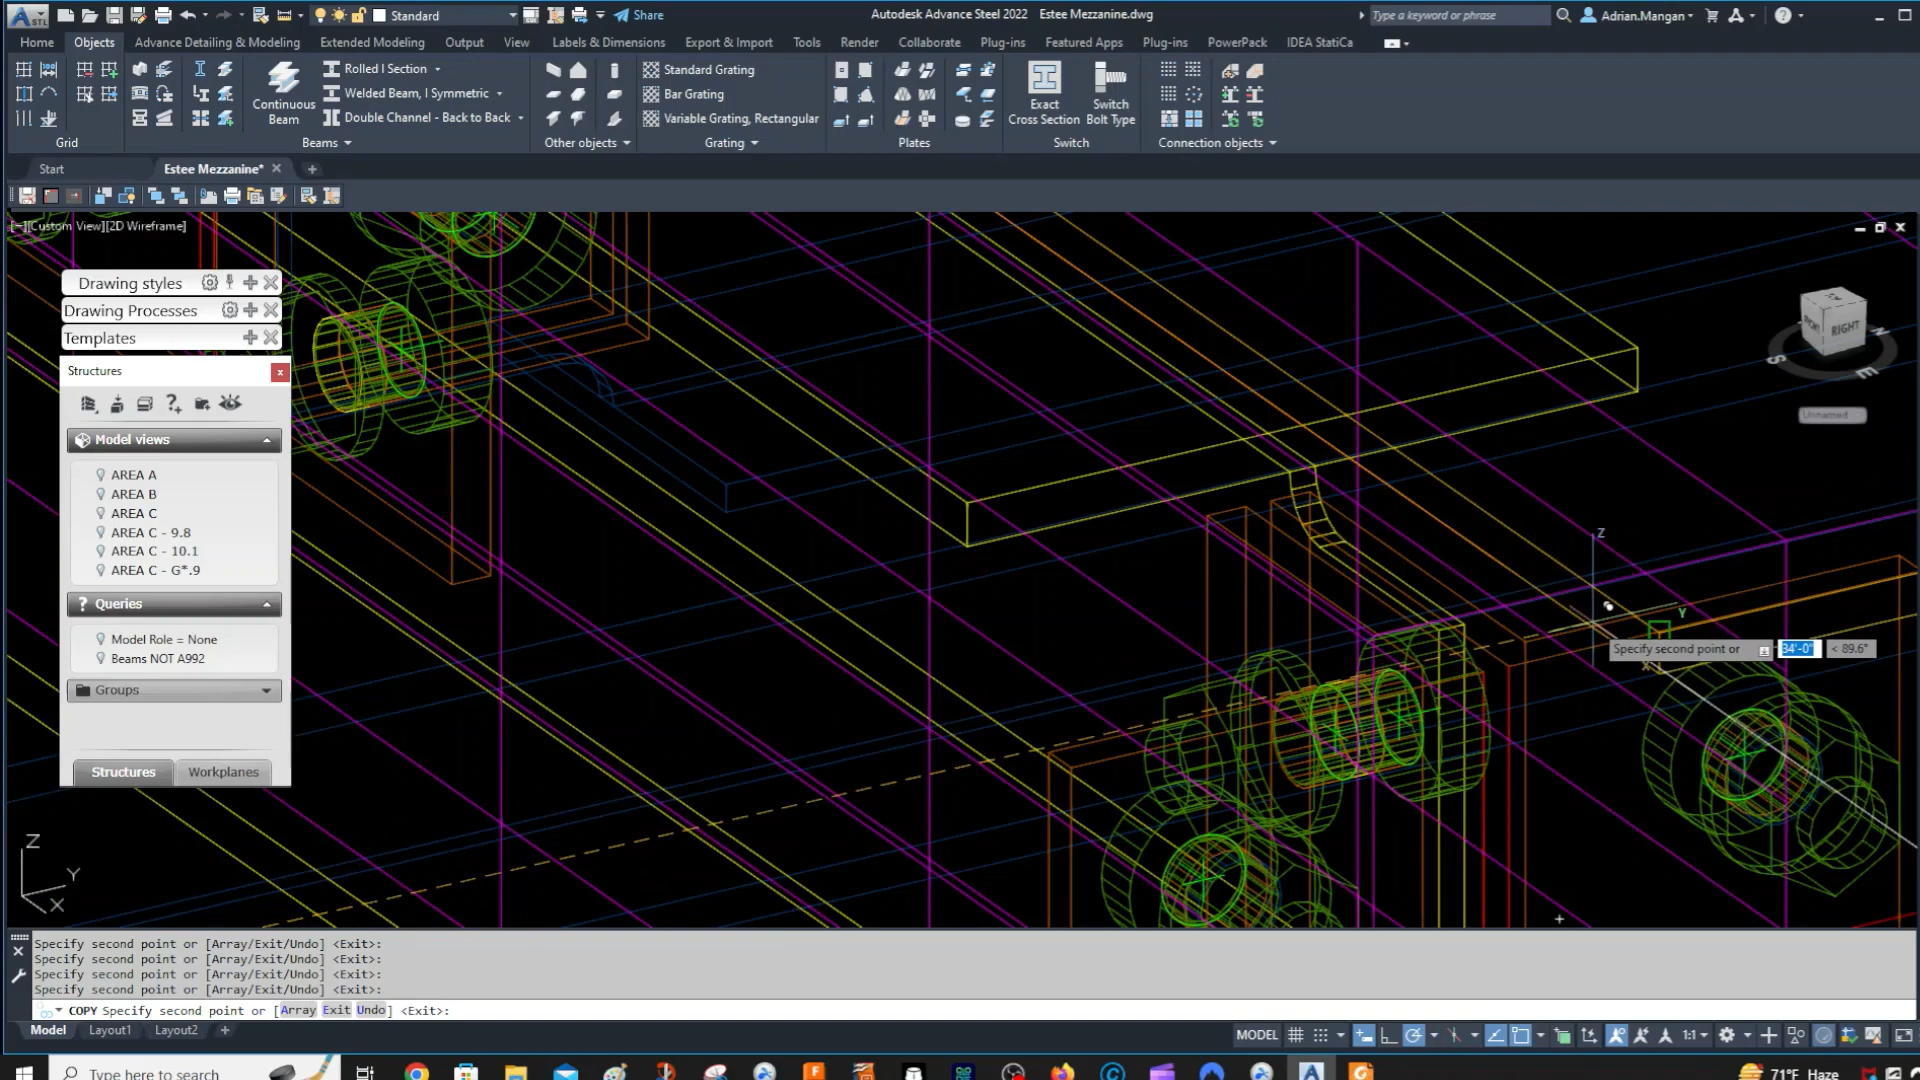 Standard
Share
Autodesk Advance Steel 2022 Estee Mezzanine.dwg
Type a keyword or phrase
Adrian.Mangan
Home Objects Advance Detailing & Modeling Extended Modeling Output View Labels & Dimensions Export & Import Tools Render Collaborate Plug-ins Featured Apps Plug-ins PowerPack IDEA StatiCa
Rolled I Section
Standard Grating
Welded Beam, I Symmetric
Bar Grating
Continuous Beam
Exact Cross Section
Switch Bolt Type
Double Channel - Back to Back
Variable Grating, Rectangular
Grid Beams Other objects Grating Plates Switch Connection objects
Start Estee Mezzanine*
[−][Custom View][2D Wireframe]
Drawing styles
Drawing Processes
Templates
RIGHT
S
E
Unnamed
Structures
Model views
AREA A
AREA B
AREA C
AREA C - 9.8
AREA C - 10.1
AREA C - G*.9
Queries
Model Role = None
Beams NOT A992
Groups
Structures Workplanes
Z
Y
Specify second point or 34'-0" < 89.6°
Z
Y
X
Specify second point or [Array/Exit/Undo] <Exit>:
Specify second point or [Array/Exit/Undo] <Exit>:
Specify second point or [Array/Exit/Undo] <Exit>:
Specify second point or [Array/Exit/Undo] <Exit>:
COPY Specify second point or [Array Exit Undo] <Exit>:
Model Layout1 Layout2
MODEL 1:1
Type here to search
71°F Haze